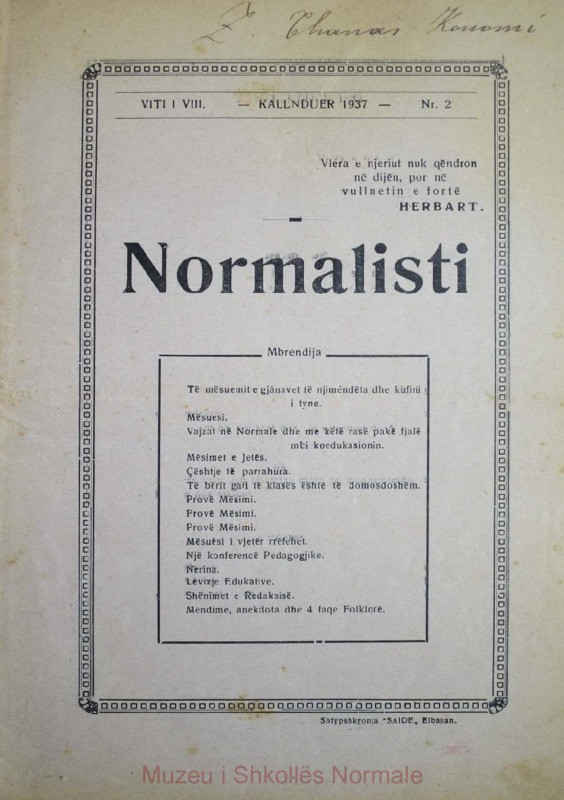 Z. Thanas Konomi
VITI I VIII. — KALLNDUER 1937 — Nr. 2
Vlera e njeriut nuk qëndron
në dijën, por në
vullnetin e fortë
HERBART.
Normalisti
Mbrendija
Të mësuemit e gjânavet të njimëndëta dhe kufini
i tyne.
Mësuesi.
Vajzat në Normale dhe me këtë rasë pakë fjalë
mbi koedukasionin.
Mësimet e Jetës.
Çështje të parrahura.
Të bërit gati të klasës është të domosdoshëm.
Provë Mësimi.
Provë Mësimi.
Provë Mësimi.
Mësuësi i vjetër rrëfehet.
Një konferencë Pedagogjike.
Nerina.
Lëvizje Edukative.
Shënimet e Redaksisë.
Mendime, anekdota dhe 4 faqe Folklorë.
Shtypshkronja "SAIDE„ Elbasan.
Muzeu i Shkollës Normale